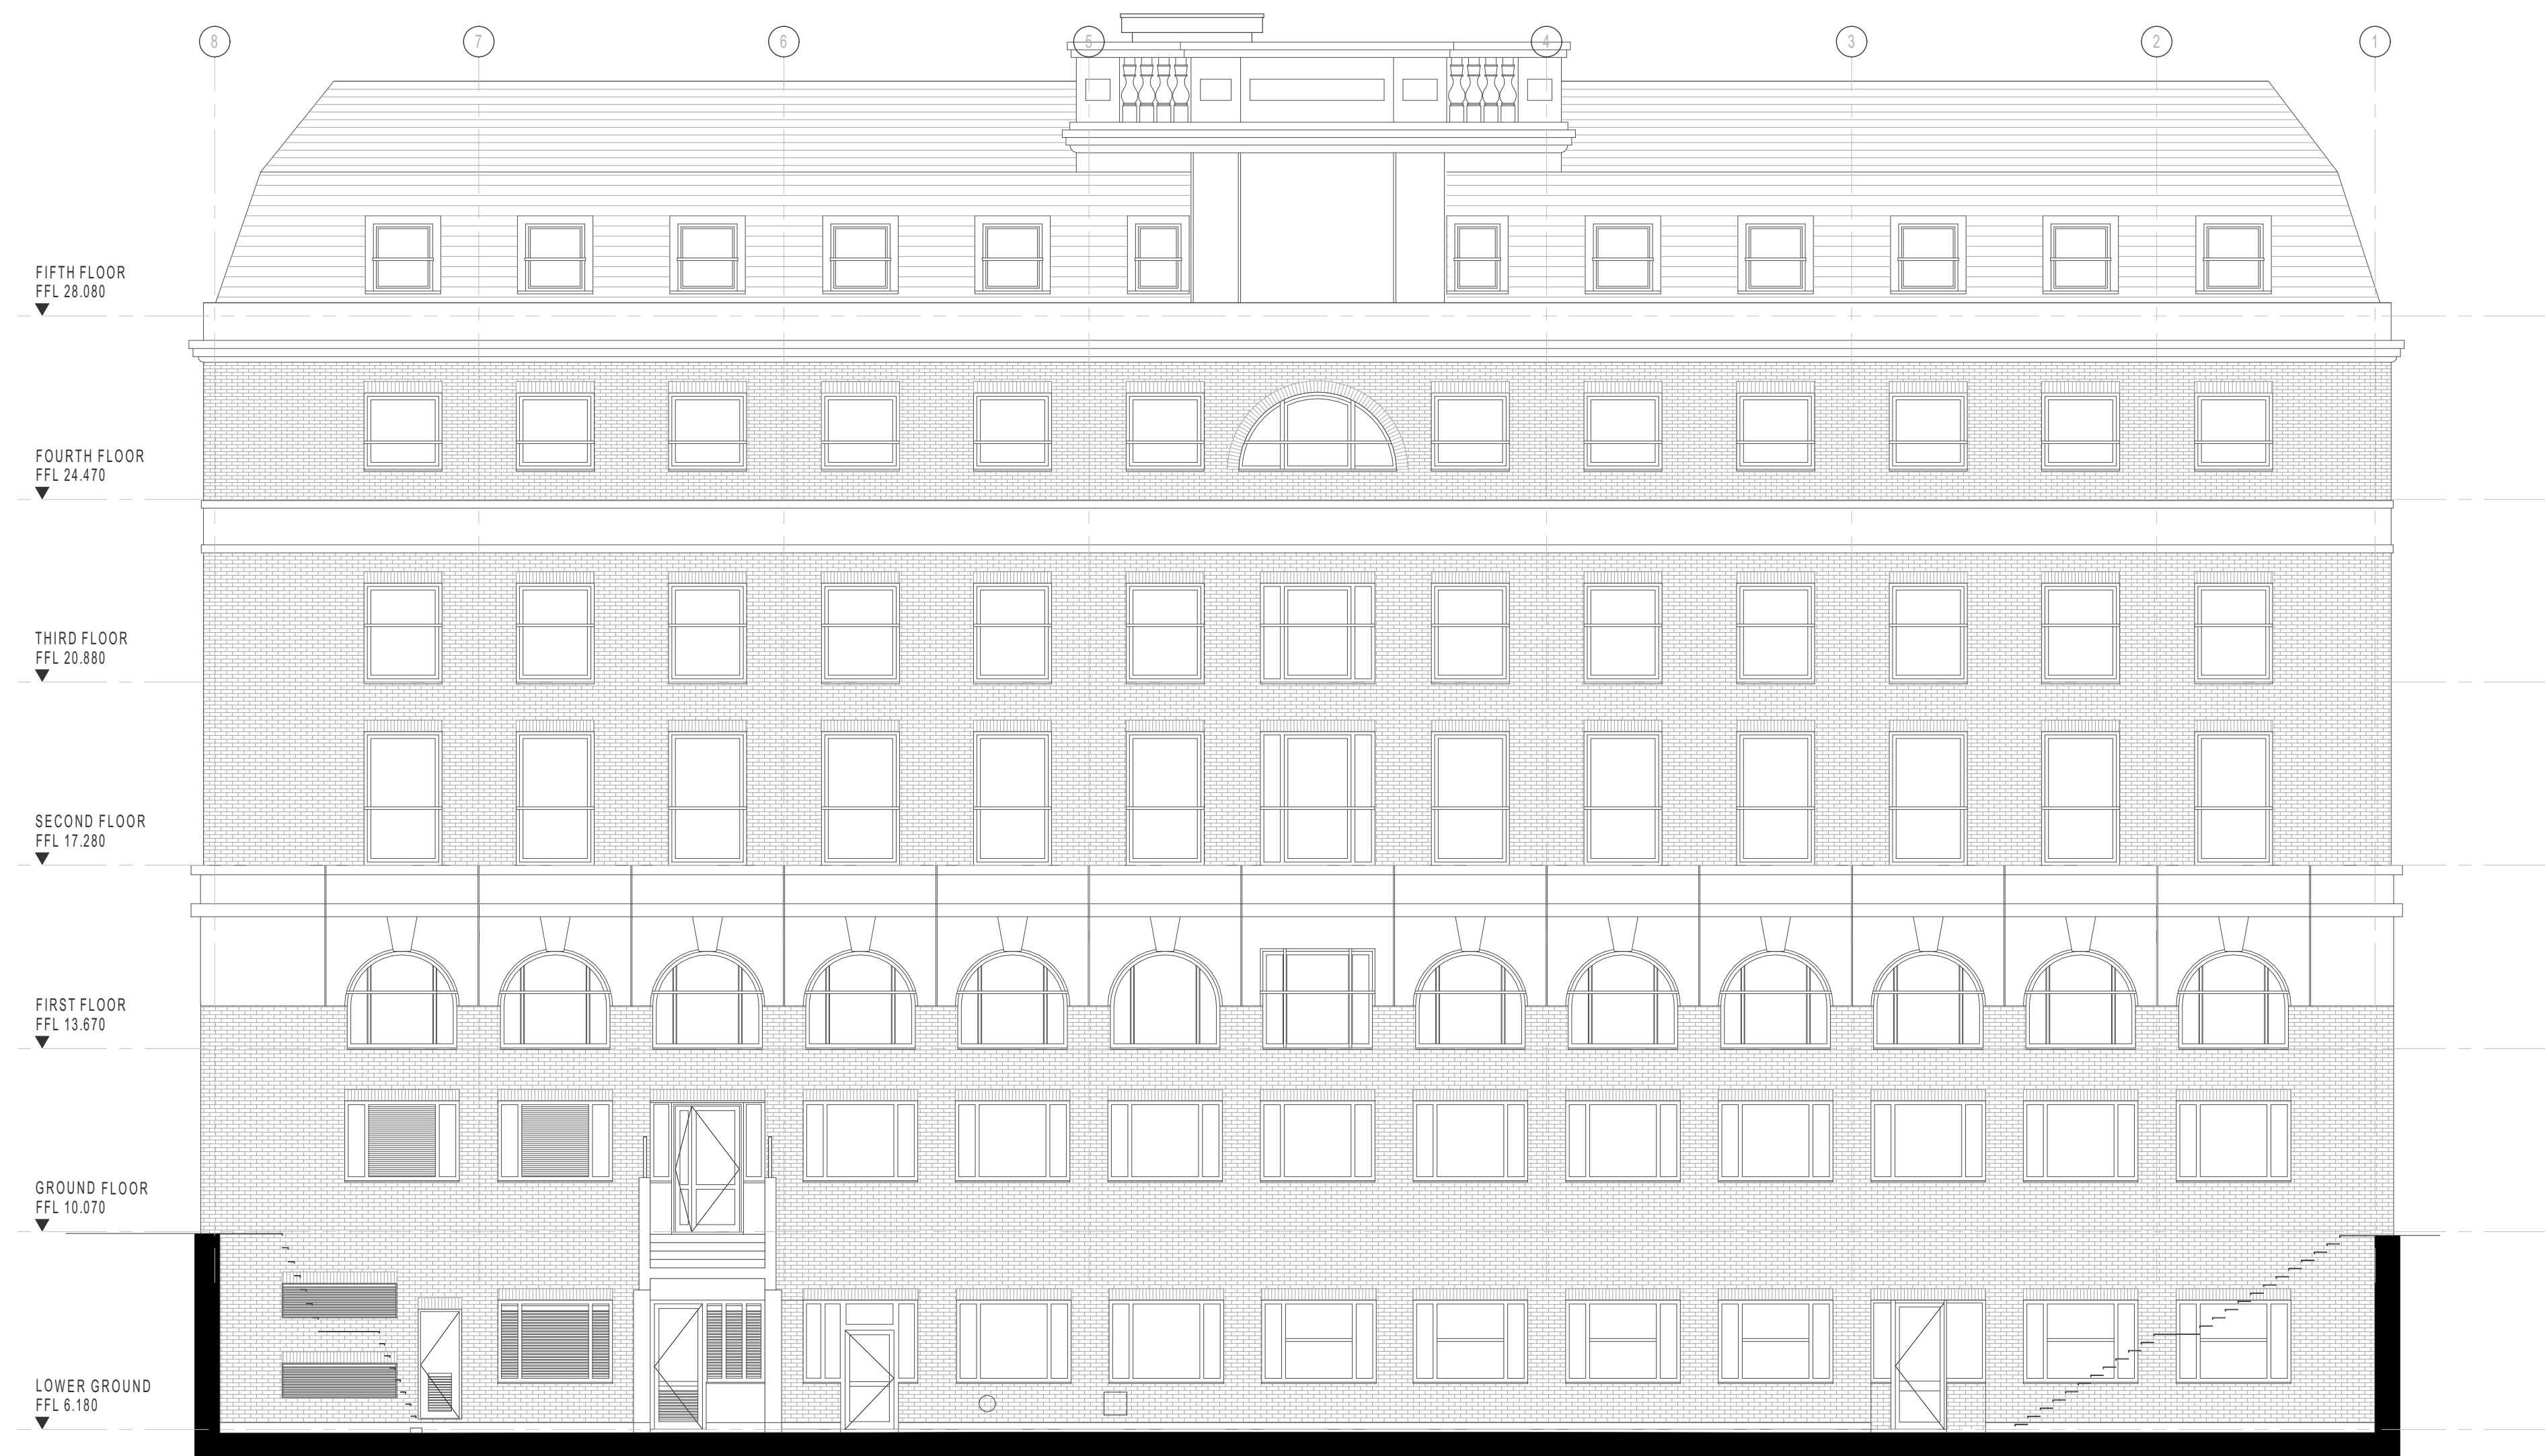 8
7
6
5
4
3
2
1
FIFTH FLOOR
FFL 28.080
FOURTH FLOOR
FFL 24.470
THIRD FLOOR
FFL 20.880
SECOND FLOOR
FFL 17.280
FIRST FLOOR
FFL 13.670
GROUND FLOOR
FFL 10.070
LOWER GROUND
FFL 6.180